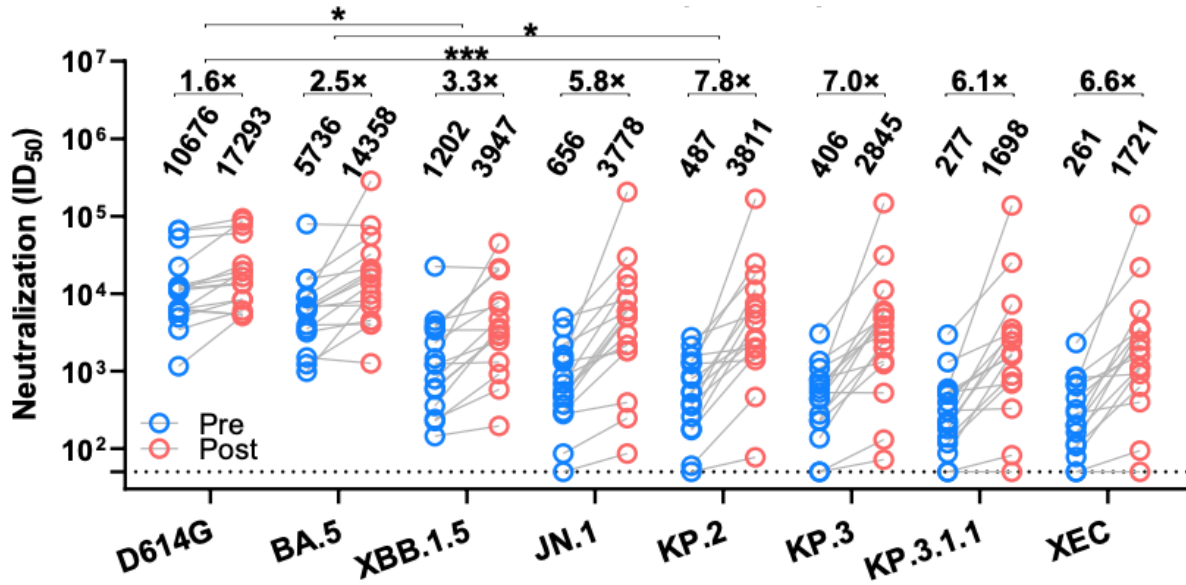 *
*
***
10⁷
1.6× 2.5× 3.3× 5.8× 7.8× 7.0× 6.1× 6.6×
10676 17293 5736 14358 1202 3947 656 3778 487 3811 406 2845 277 1698 261 1721
10⁶
10⁵
10⁴
10³
10²
Neutralization (ID₅₀)
Pre
Post
D614G BA.5 XBB.1.5 JN.1 KP.2 KP.3 KP.3.1.1 XEC